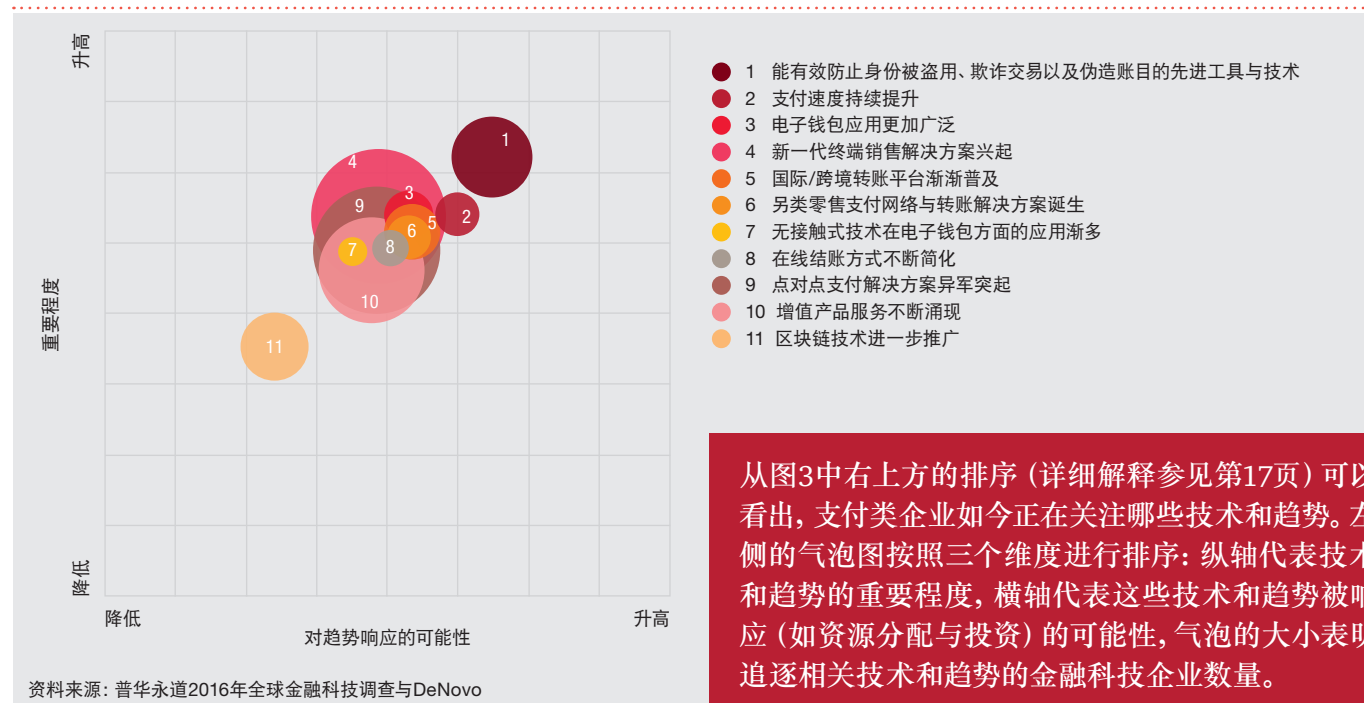 升高
重要程度
降低
降低
升高
对趋势响应的可能性
1
2
3
4
5
6
7
8
9
10
11
1 能有效防止身份被盗用、欺诈交易以及伪造账目的先进工具与技术
2 支付速度持续提升
3 电子钱包应用更加广泛
4 新一代终端销售解决方案兴起
5 国际/跨境转账平台渐渐普及
6 另类零售支付网络与转账解决方案诞生
7 无接触式技术在电子钱包方面的应用渐多
8 在线结账方式不断简化
9 点对点支付解决方案异军突起
10 增值产品服务不断涌现
11 区块链技术进一步推广
从图3中右上方的排序（详细解释参见第17页）可以
看出，支付类企业如今正在关注哪些技术和趋势。左
侧的气泡图按照三个维度进行排序：纵轴代表技术
和趋势的重要程度，横轴代表这些技术和趋势被响
应（如资源分配与投资）的可能性，气泡的大小表明
追逐相关技术和趋势的金融科技企业数量。
资料来源：普华永道2016年全球金融科技调查与DeNovo